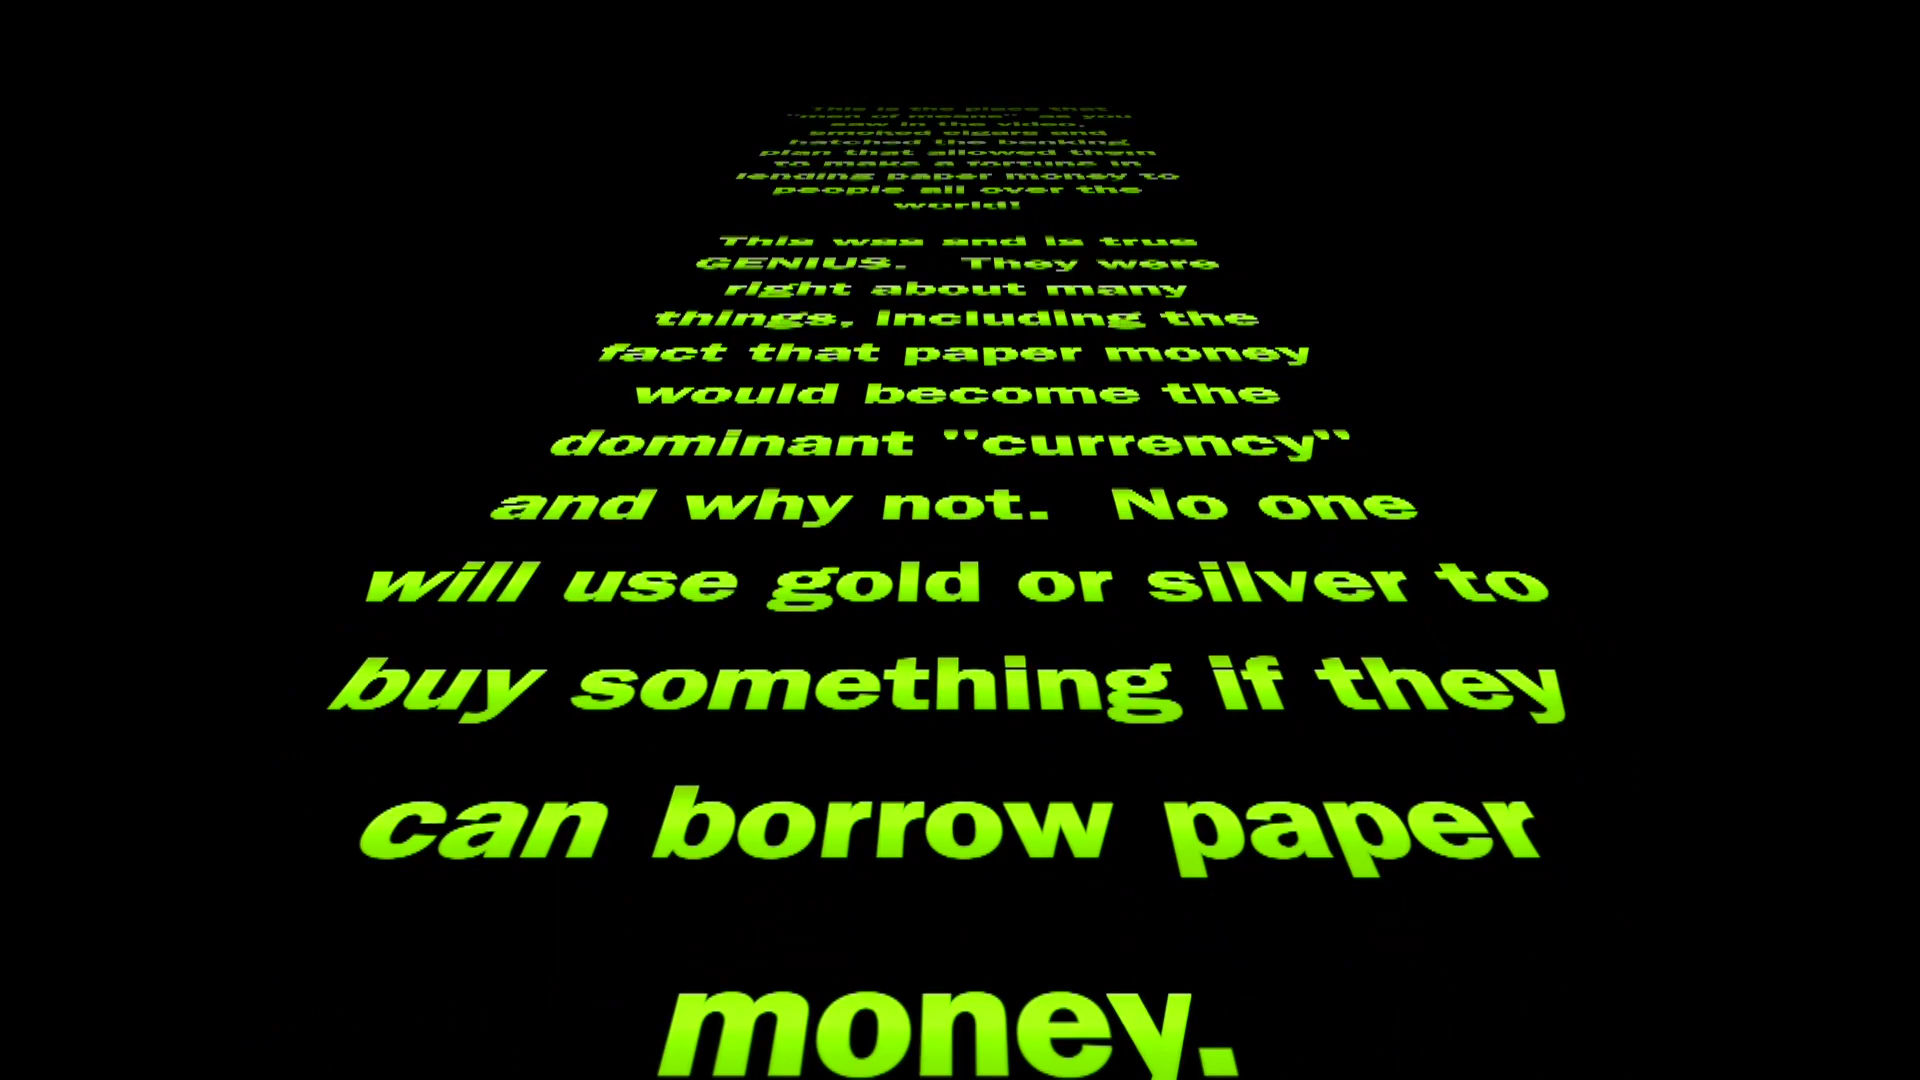 This is the place that
"men of means" as you
saw in the video,
smoked cigars and
hatched the banking
plan that allowed them
to make a fortune in
lending paper money to
people all over the
world!
This was and is true
GENIUS.  They were
right about many
things, including the
fact that paper money
would become the
dominant "currency"
and why not.  No one
will use gold or silver to
buy something if they
can borrow paper
money.